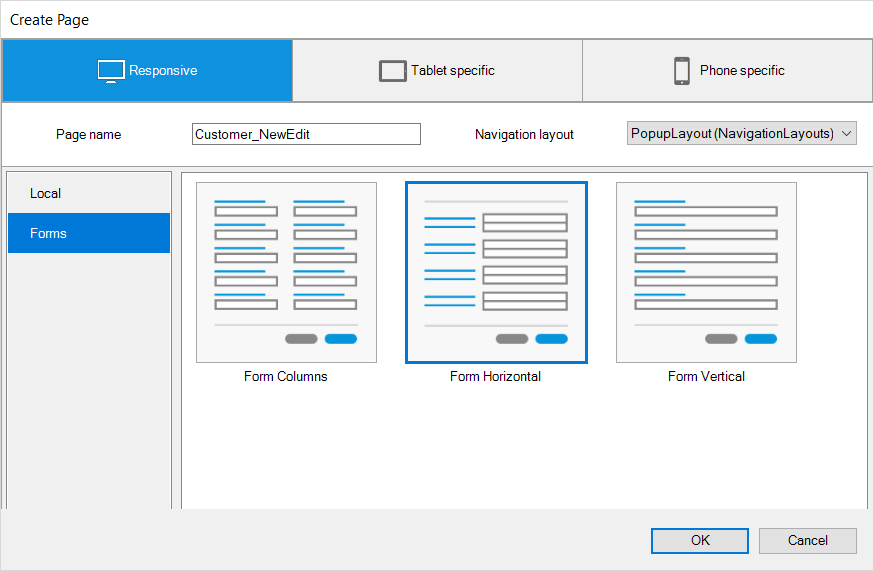 Create Page
Responsive
Tablet specific
Phone specific
Page name
Customer_NewEdit
Navigation layout
PopupLayout (NavigationLayouts)
Local
Forms
Form Columns
Form Horizontal
Form Vertical
OK
Cancel